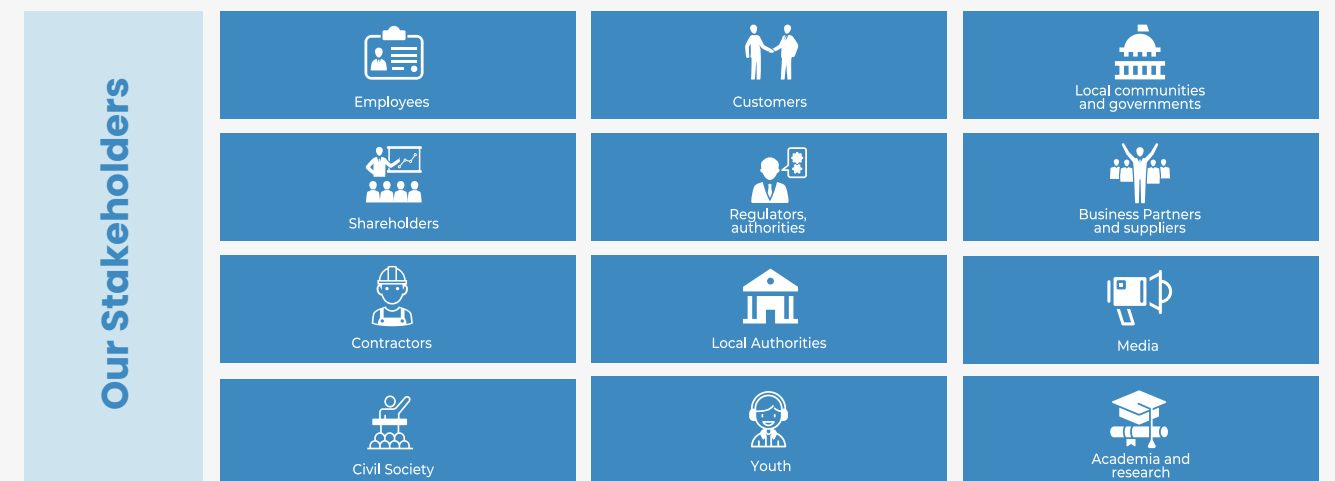 Our Stakeholders
Employees
Customers
Local communities
and governments
Shareholders
Regulators,
authorities
Business Partners
and suppliers
Contractors
Local Authorities
Media
Civil Society
Youth
Academia and
research